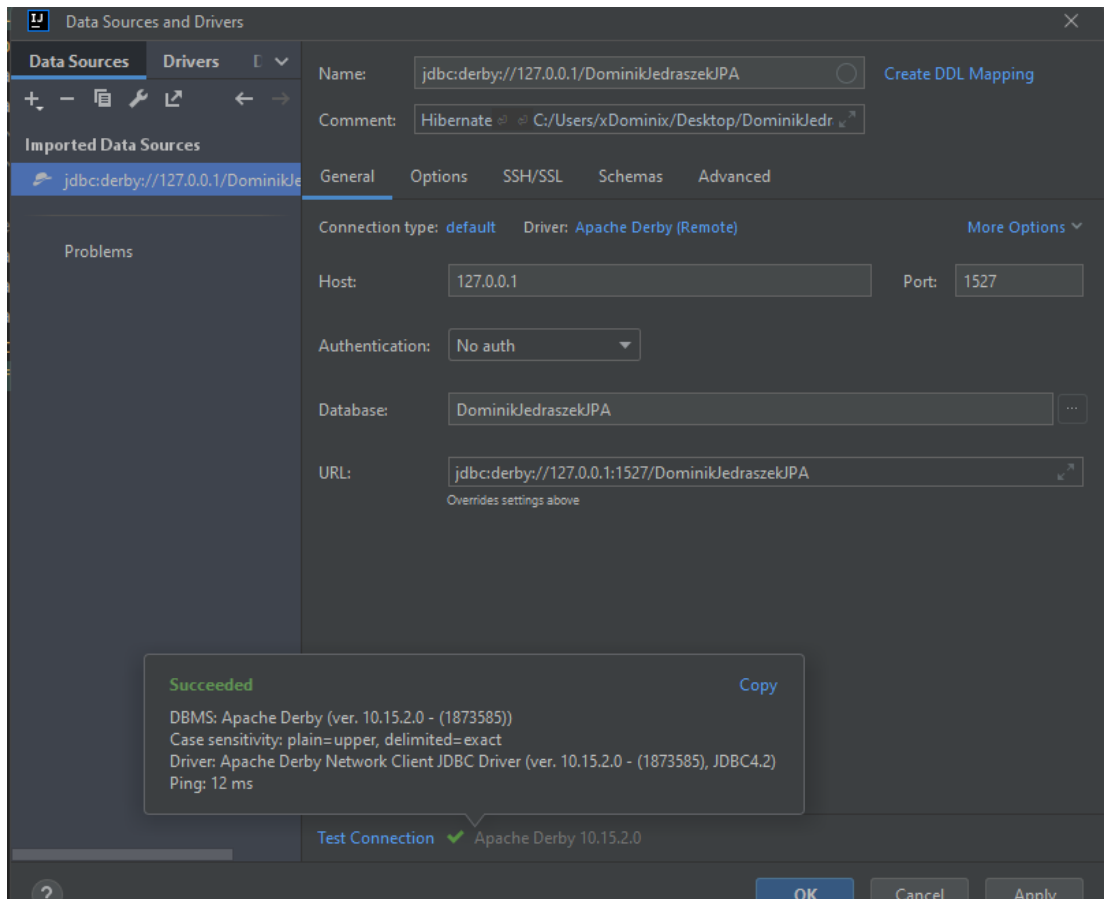 Data Sources and Drivers
Data Sources Drivers
Imported Data Sources
jdbc:derby://127.0.0.1/DominikJe
Problems
Name: jdbc:derby://127.0.0.1/DominikJedraszekJPA Create DDL Mapping
Comment: Hibernate ⏎ ⏎ C:/Users/xDominix/Desktop/DominikJedr
General Options SSH/SSL Schemas Advanced
Connection type: default Driver: Apache Derby (Remote) More Options
Host: 127.0.0.1 Port: 1527
Authentication: No auth
Database: DominikJedraszekJPA ...
URL: jdbc:derby://127.0.0.1:1527/DominikJedraszekJPA
Overrides settings above
Succeeded Copy
DBMS: Apache Derby (ver. 10.15.2.0 - (1873585))
Case sensitivity: plain=upper, delimited=exact
Driver: Apache Derby Network Client JDBC Driver (ver. 10.15.2.0 - (1873585), JDBC4.2)
Ping: 12 ms
Test Connection Apache Derby 10.15.2.0
? OK Cancel Apply